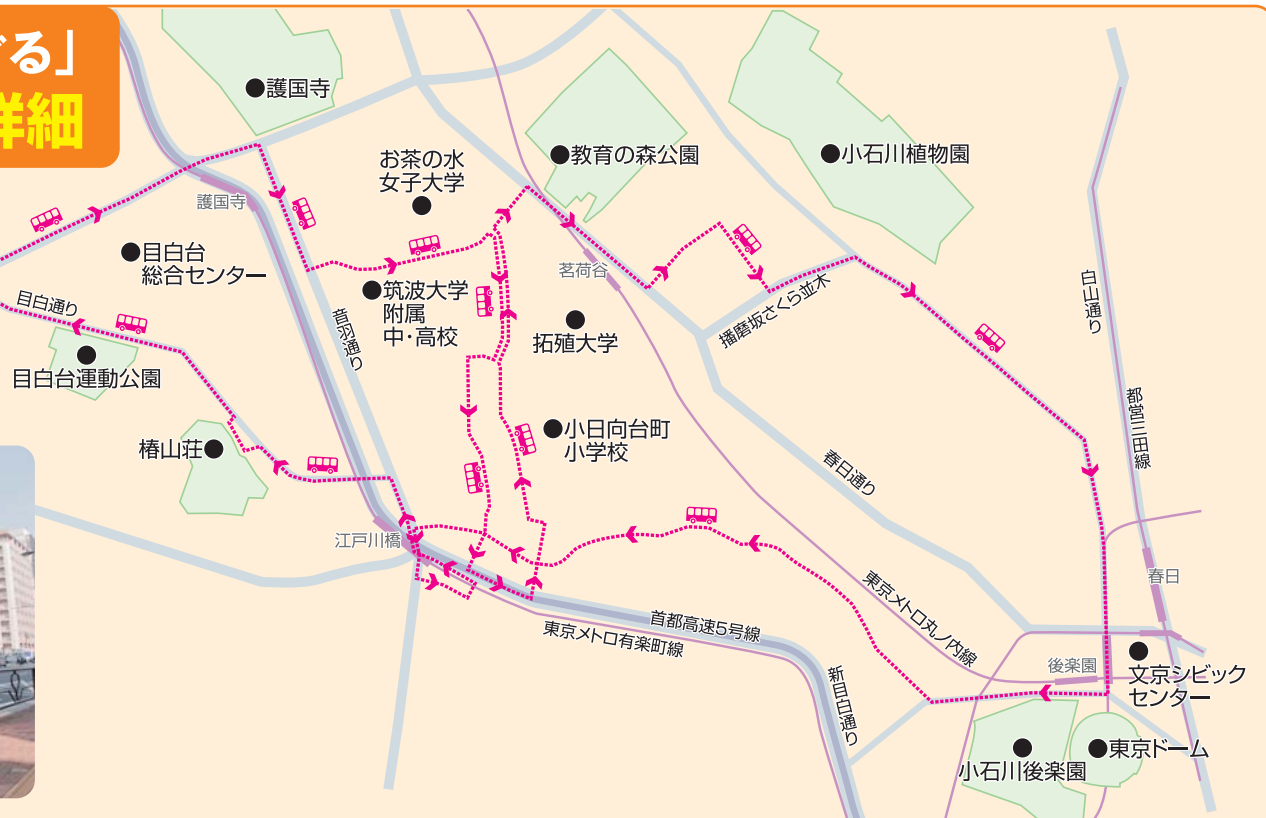 ぐる」
詳細
護国寺
お茶の水
女子大学
教育の森公園
小石川植物園
護国寺
目白台
総合センター
筑波大学
附属
中・高校
茗荷谷
拓殖大学
播磨坂さくら並木
白山通り
目白通り
音羽通り
目白台運動公園
都営三田線
椿山荘
小日向台町
小学校
春日通り
江戸川橋
春日
東京メトロ丸ノ内線
首都高速5号線
東京メトロ有楽町線
新目白通り
後楽園
文京シビック
センター
小石川後楽園
東京ドーム